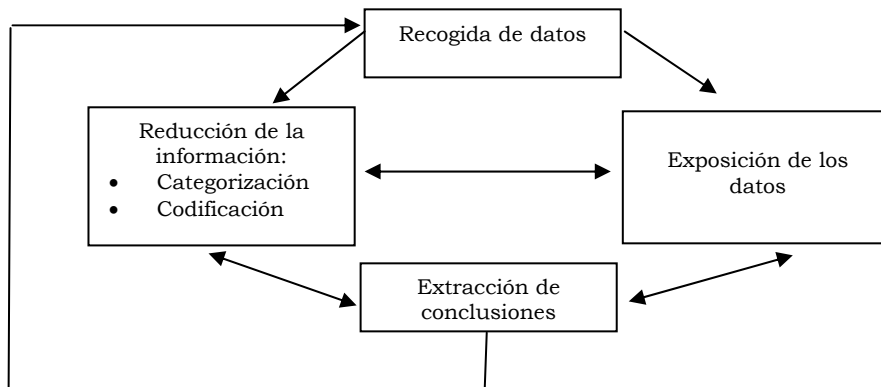 Recogida de datos
Reducción de la
información:
• Categorización
• Codificación
Exposición de los
datos
Extracción de
conclusiones